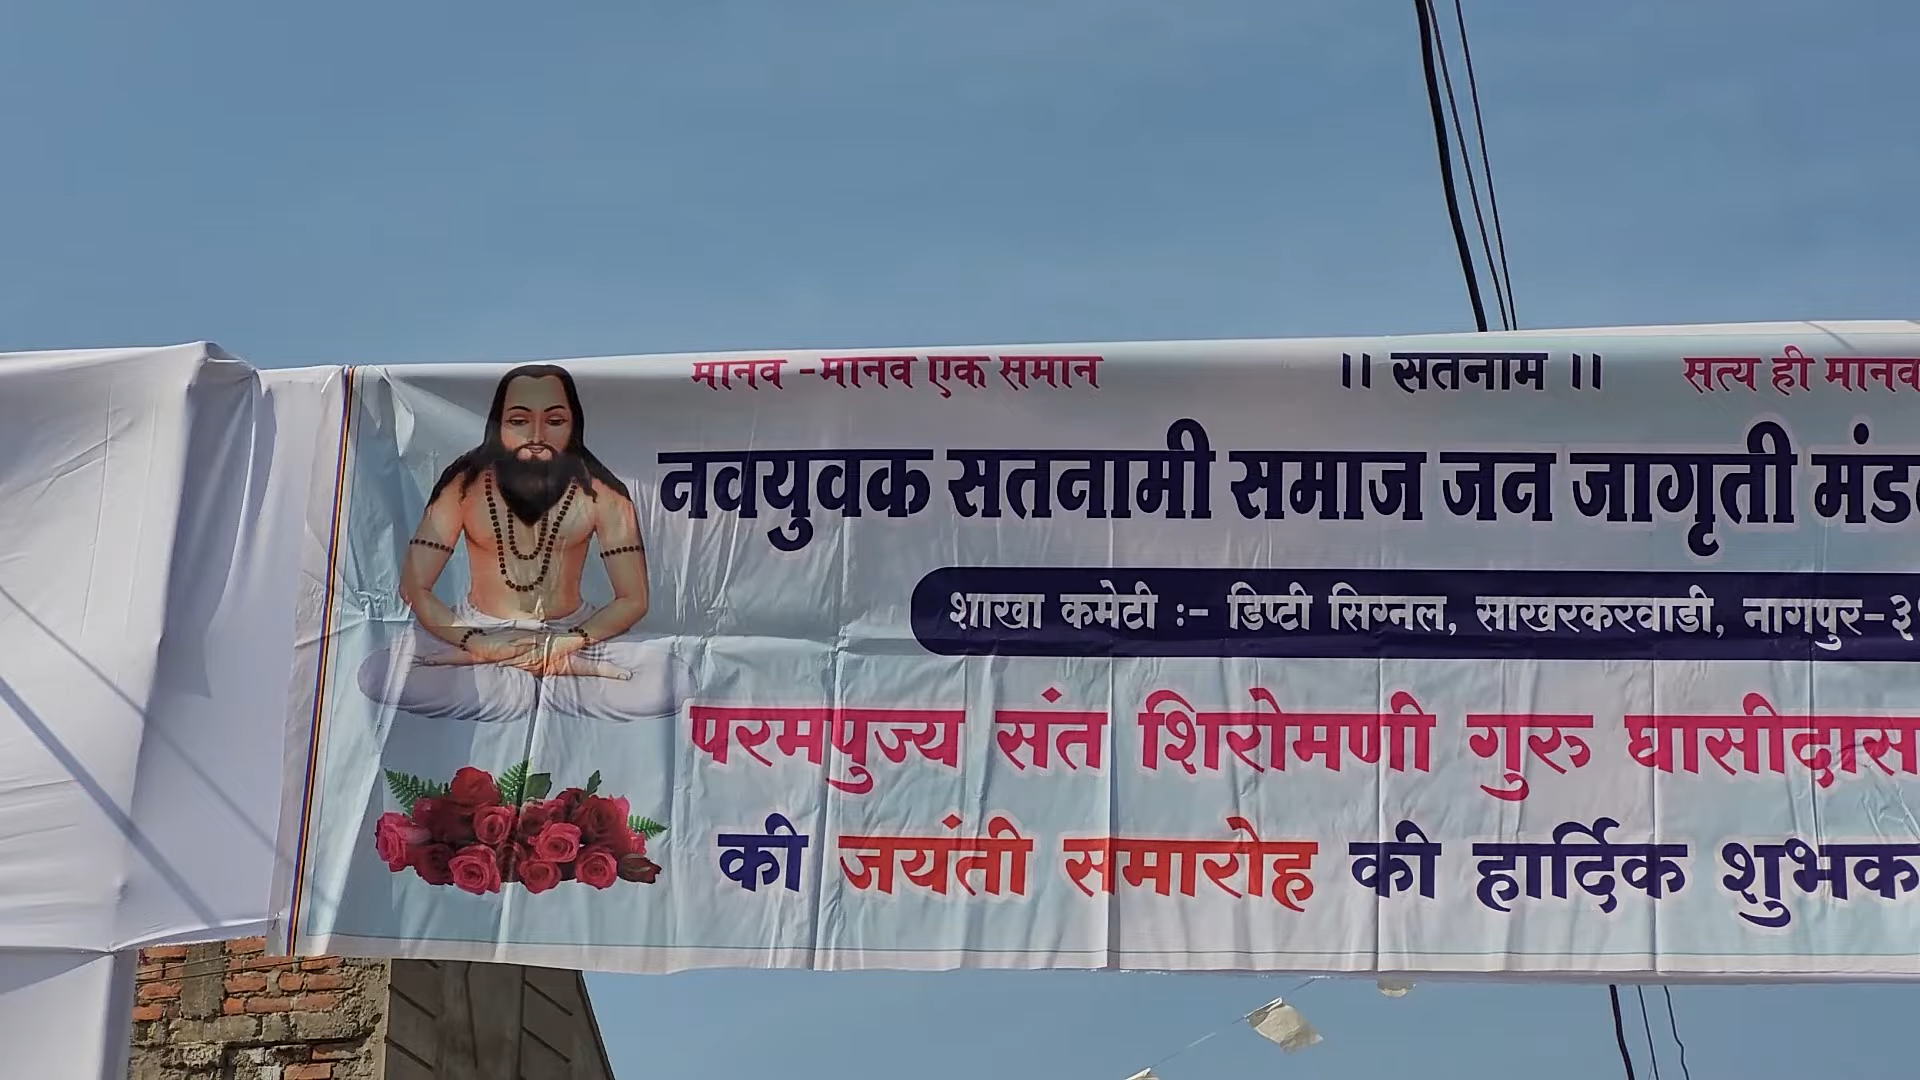 मानव -मानव एक समान ।। सतनाम ।। सत्य ही मानव
नवयुवक सतनामी समाज जन जागृती
शाखा कमेटी :- डिप्टी सिग्नल, साखरकरवाडी, नागपुर-३
परमपुज्य संत शिरोमणी गुरु घासीदास
की जयंती समारोह की हार्दिक शुभक